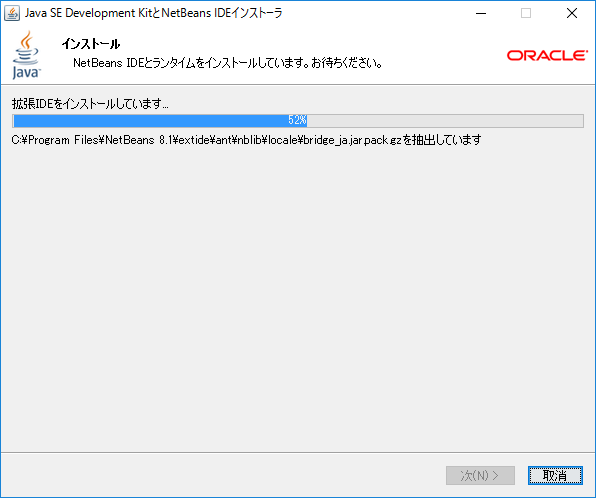 Java SE Development KitとNetBeans IDEインストーラ
インストール
NetBeans IDEとランタイムをインストールしています。お待ちください。
Java
ORACLE
拡張IDEをインストールしています...
52%
C:¥Program Files¥NetBeans 8.1¥extide¥ant¥nblib¥locale¥bridge_ja.jar.pack.gzを抽出しています
次(N) >
取消